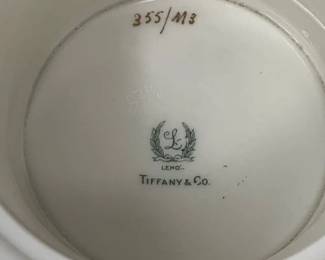 355/M3
L
LENOX
TIFFANY & CO.